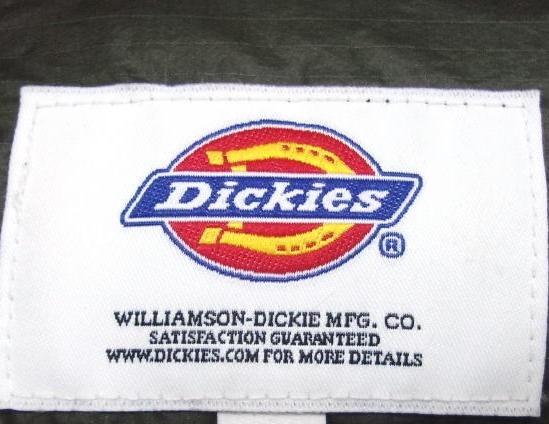 Dickies®
WILLIAMSON-DICKIE MFG. CO.
SATISFACTION GUARANTEED
WWW.DICKIES.COM FOR MORE DETAILS